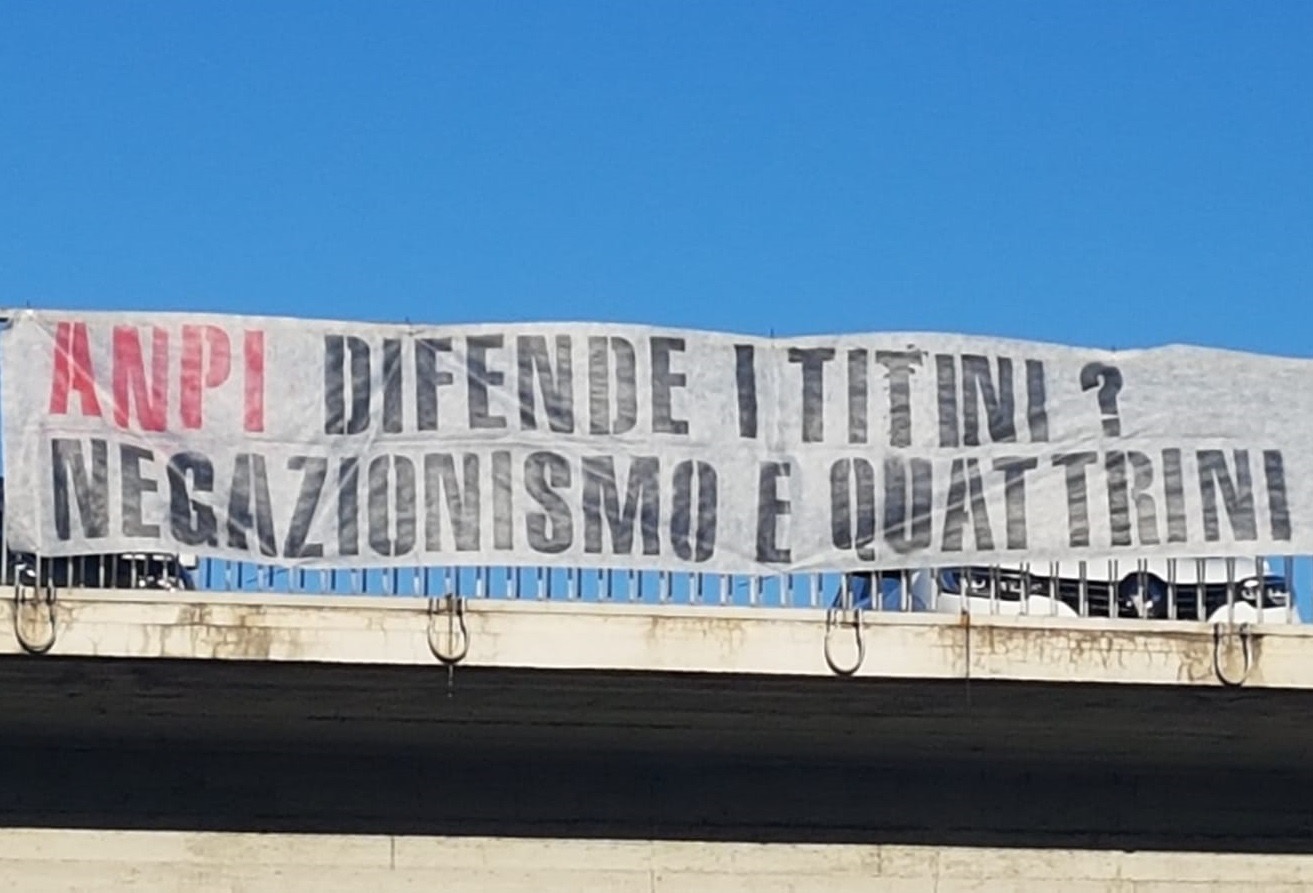 ANPI DIFENDE I TITINI ?
NEGAZIONISMO E QUATTRINI